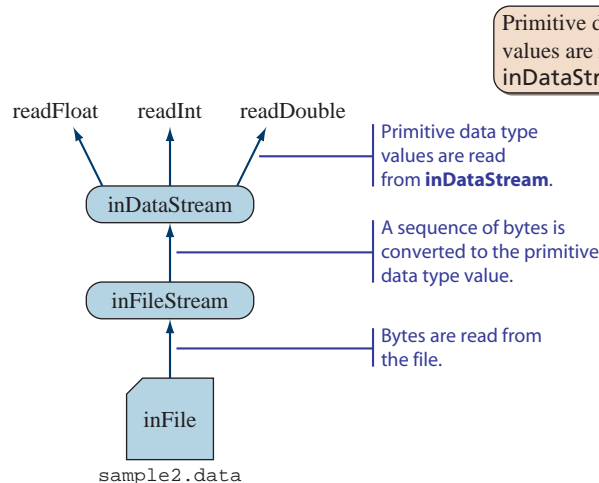 Primitive
values are
readFloat readInt readDouble
Primitive data type
values are read
from inDataStream.
inDataStream
A sequence of bytes is
converted to the primitive
data type value.
inFileStream
Bytes are read from
the file.
inFile
sample2.data